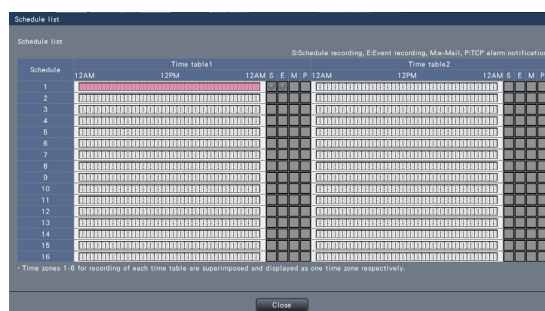 Schedule list
Schedule list
S:Schedule recording, E:Event recording, M:e-Mail, P:TCP alarm notification
Schedule Time table1 Time table2
12AM 12PM 12AM S E M P 12AM 12PM 12AM S E M P
1
2
3
4
5
6
7
8
9
10
11
12
13
14
15
16
・Time zones 1-6 for recording of each time table are superimposed and displayed as one time zone respectively.
Close